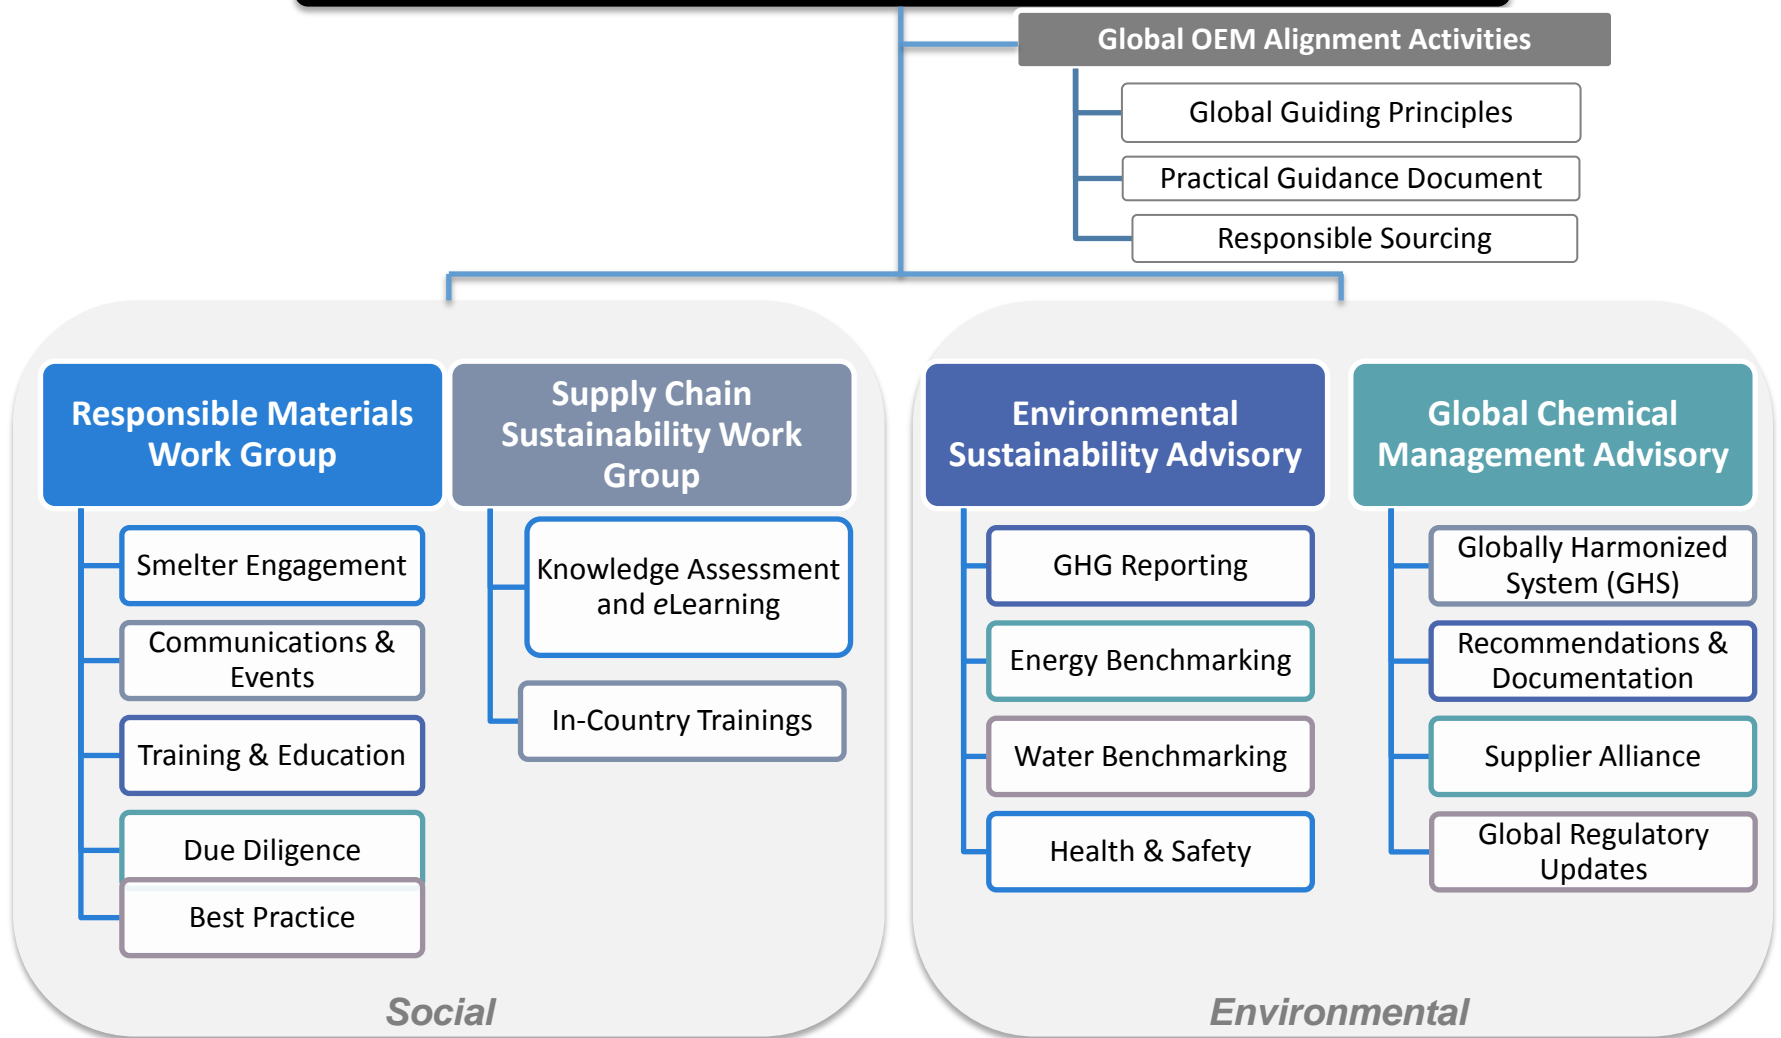 Global OEM Alignment Activities
Global Guiding Principles
Practical Guidance Document
Responsible Sourcing
Responsible Materials
Work Group
Smelter Engagement
Communications &
Events
Training & Education
Due Diligence
Best Practice
Supply Chain
Sustainability Work
Group
Knowledge Assessment
and eLearning
In-Country Trainings
Social
Environmental
Sustainability Advisory
GHG Reporting
Energy Benchmarking
Water Benchmarking
Health & Safety
Global Chemical
Management Advisory
Globally Harmonized
System (GHS)
Recommendations &
Documentation
Supplier Alliance
Global Regulatory
Updates
Environmental